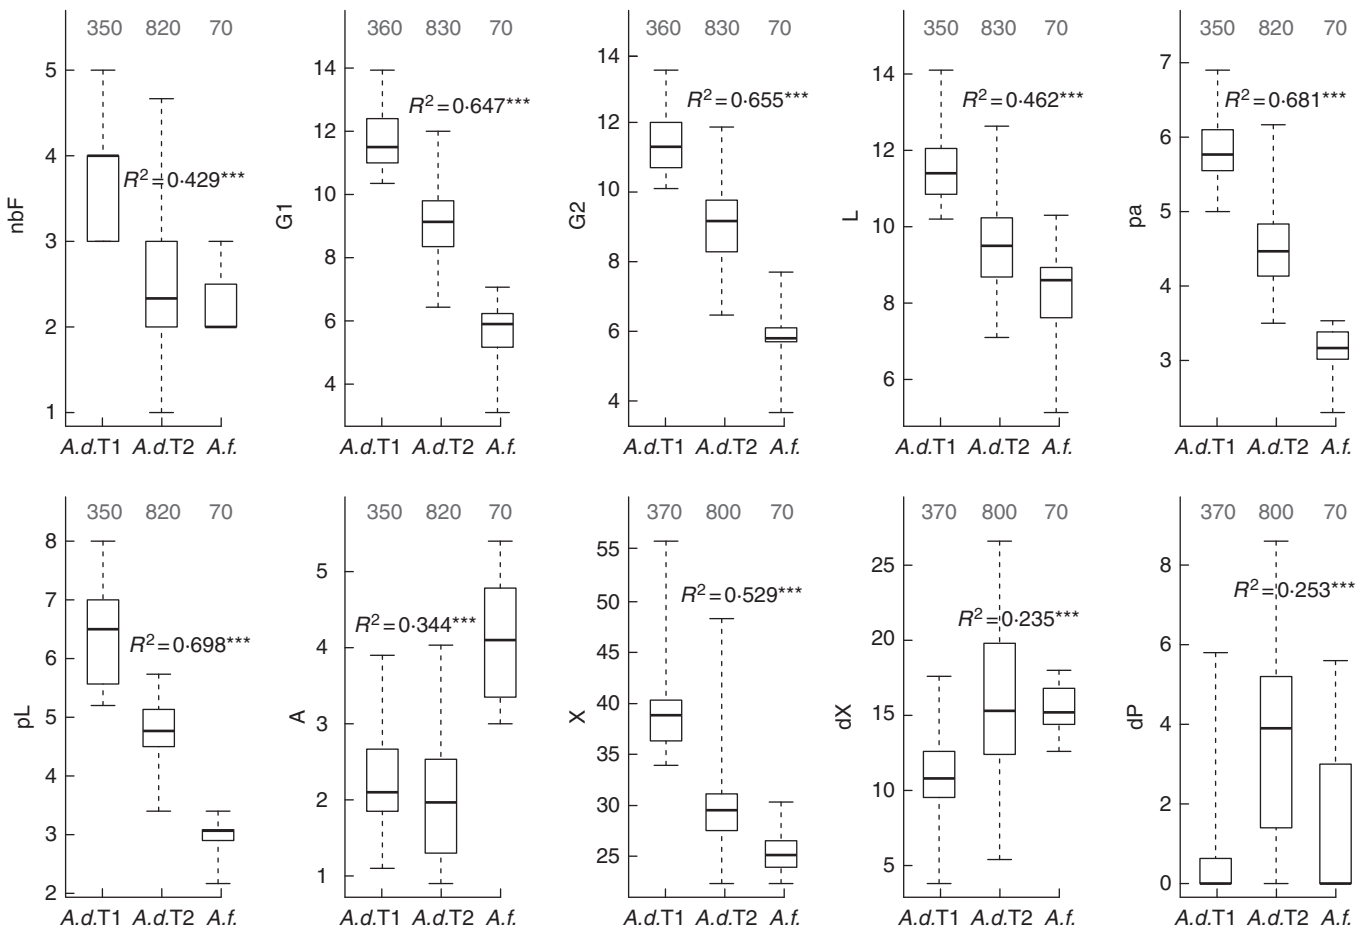 350 820 70
nbF
5
4
3
2
1
R² = 0·429***
A.d.T1 A.d.T2 A.f.
360 830 70
G1
14
12
10
8
6
4
R² = 0·647***
A.d.T1 A.d.T2 A.f.
360 830 70
G2
14
12
10
8
6
4
R² = 0·655***
A.d.T1 A.d.T2 A.f.
350 830 70
L
14
12
10
8
6
R² = 0·462***
A.d.T1 A.d.T2 A.f.
350 820 70
pa
7
6
5
4
3
R² = 0·681***
A.d.T1 A.d.T2 A.f.
350 820 70
pL
8
7
6
5
4
3
2
R² = 0·698***
A.d.T1 A.d.T2 A.f.
350 820 70
A
5
4
3
2
1
R² = 0·344***
A.d.T1 A.d.T2 A.f.
370 800 70
X
55
50
45
40
35
30
25
R² = 0·529***
A.d.T1 A.d.T2 A.f.
370 800 70
dX
25
20
15
10
5
R² = 0·235***
A.d.T1 A.d.T2 A.f.
370 800 70
dP
8
6
4
2
0
R² = 0·253***
A.d.T1 A.d.T2 A.f.